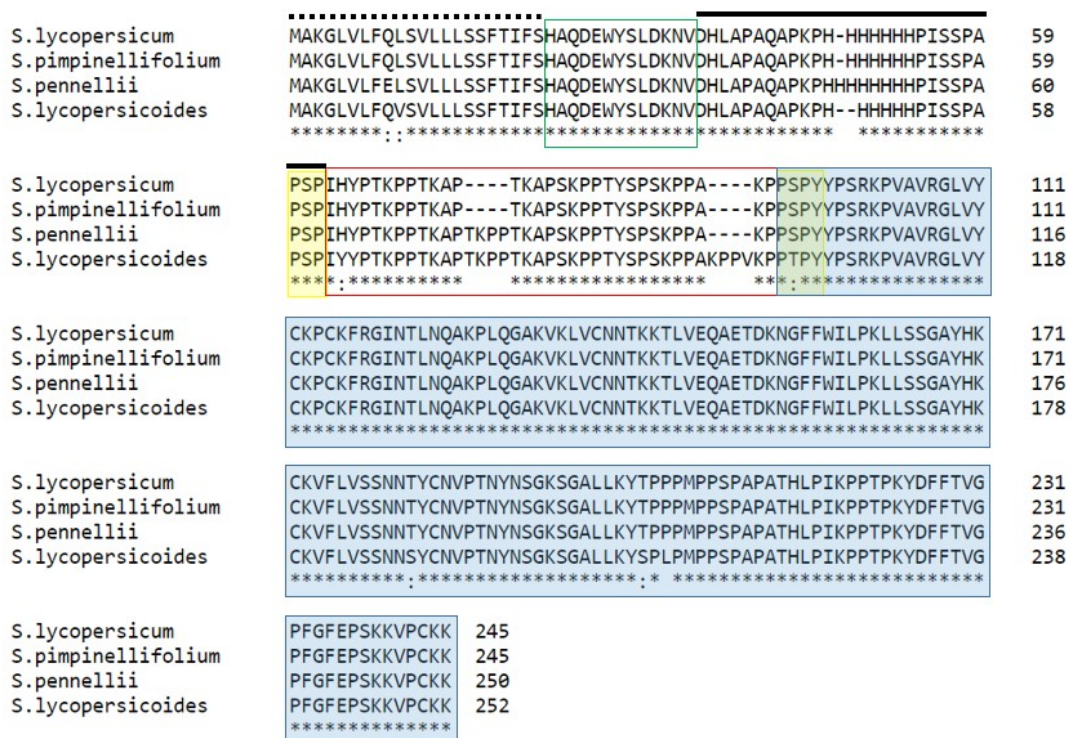 S.lycopersicum MAKGLVLFQLSVLLLSSFTIFSHAQDEWYSLDKNVDHLAPAQAPKPH-HHHHHHPISSPA 59
S.pimpinellifolium MAKGLVLFQLSVLLLSSFTIFSHAQDEWYSLDKNVDHLAPAQAPKPH-HHHHHHPISSPA 59
S.pennellii MAKGLVLFELSVLLLSSFTIFSHAQDEWYSLDKNVDHLAPAQAPKPHHHHHHHHPISSPA 60
S.lycopersicoides MAKGLVLFQVSVLLLSSFTIFSHAQDEWYSLDKNVDHLAPAQAPKPH--HHHHHPISSPA 58
********::*************************************  ***********
S.lycopersicum PSPIHYPTKPPTKAP----TKAPSKPPTYSPSKPPA----KPPSPYYPSRKPVAVRGLVY 111
S.pimpinellifolium PSPIHYPTKPPTKAP----TKAPSKPPTYSPSKPPA----KPPSPYYPSRKPVAVRGLVY 111
S.pennellii PSPIHYPTKPPTKAPTKPPTKAPSKPPTYSPSKPPA----KPPSPYYPSRKPVAVRGLVY 116
S.lycopersicoides PSPIYYPTKPPTKAPTKPPTKAPSKPPTYSPSKPPAKPPVKPPTPYYPSRKPVAVRGLVY 118
****:**********    *****************    ***:****************
S.lycopersicum CKPCKFRGINTLNQAKPLQGAKVKLVCNNTKKTLVEQAETDKNGFFWILPKLLSSGAYHK 171
S.pimpinellifolium CKPCKFRGINTLNQAKPLQGAKVKLVCNNTKKTLVEQAETDKNGFFWILPKLLSSGAYHK 171
S.pennellii CKPCKFRGINTLNQAKPLQGAKVKLVCNNTKKTLVEQAETDKNGFFWILPKLLSSGAYHK 176
S.lycopersicoides CKPCKFRGINTLNQAKPLQGAKVKLVCNNTKKTLVEQAETDKNGFFWILPKLLSSGAYHK 178
************************************************************
S.lycopersicum CKVFLVSSNNTYCNVPTNYNSGKSGALLKYTPPPMPPSPAPATHLPIKPPTPKYDFFTVG 231
S.pimpinellifolium CKVFLVSSNNTYCNVPTNYNSGKSGALLKYTPPPMPPSPAPATHLPIKPPTPKYDFFTVG 231
S.pennellii CKVFLVSSNNTYCNVPTNYNSGKSGALLKYTPPPMPPSPAPATHLPIKPPTPKYDFFTVG 236
S.lycopersicoides CKVFLVSSNNSYCNVPTNYNSGKSGALLKYSPLPMPPSPAPATHLPIKPPTPKYDFFTVG 238
**********:*******************:* ***************************
S.lycopersicum PFGFEPSKKVPCKK 245
S.pimpinellifolium PFGFEPSKKVPCKK 245
S.pennellii PFGFEPSKKVPCKK 250
S.lycopersicoides PFGFEPSKKVPCKK 252
**************